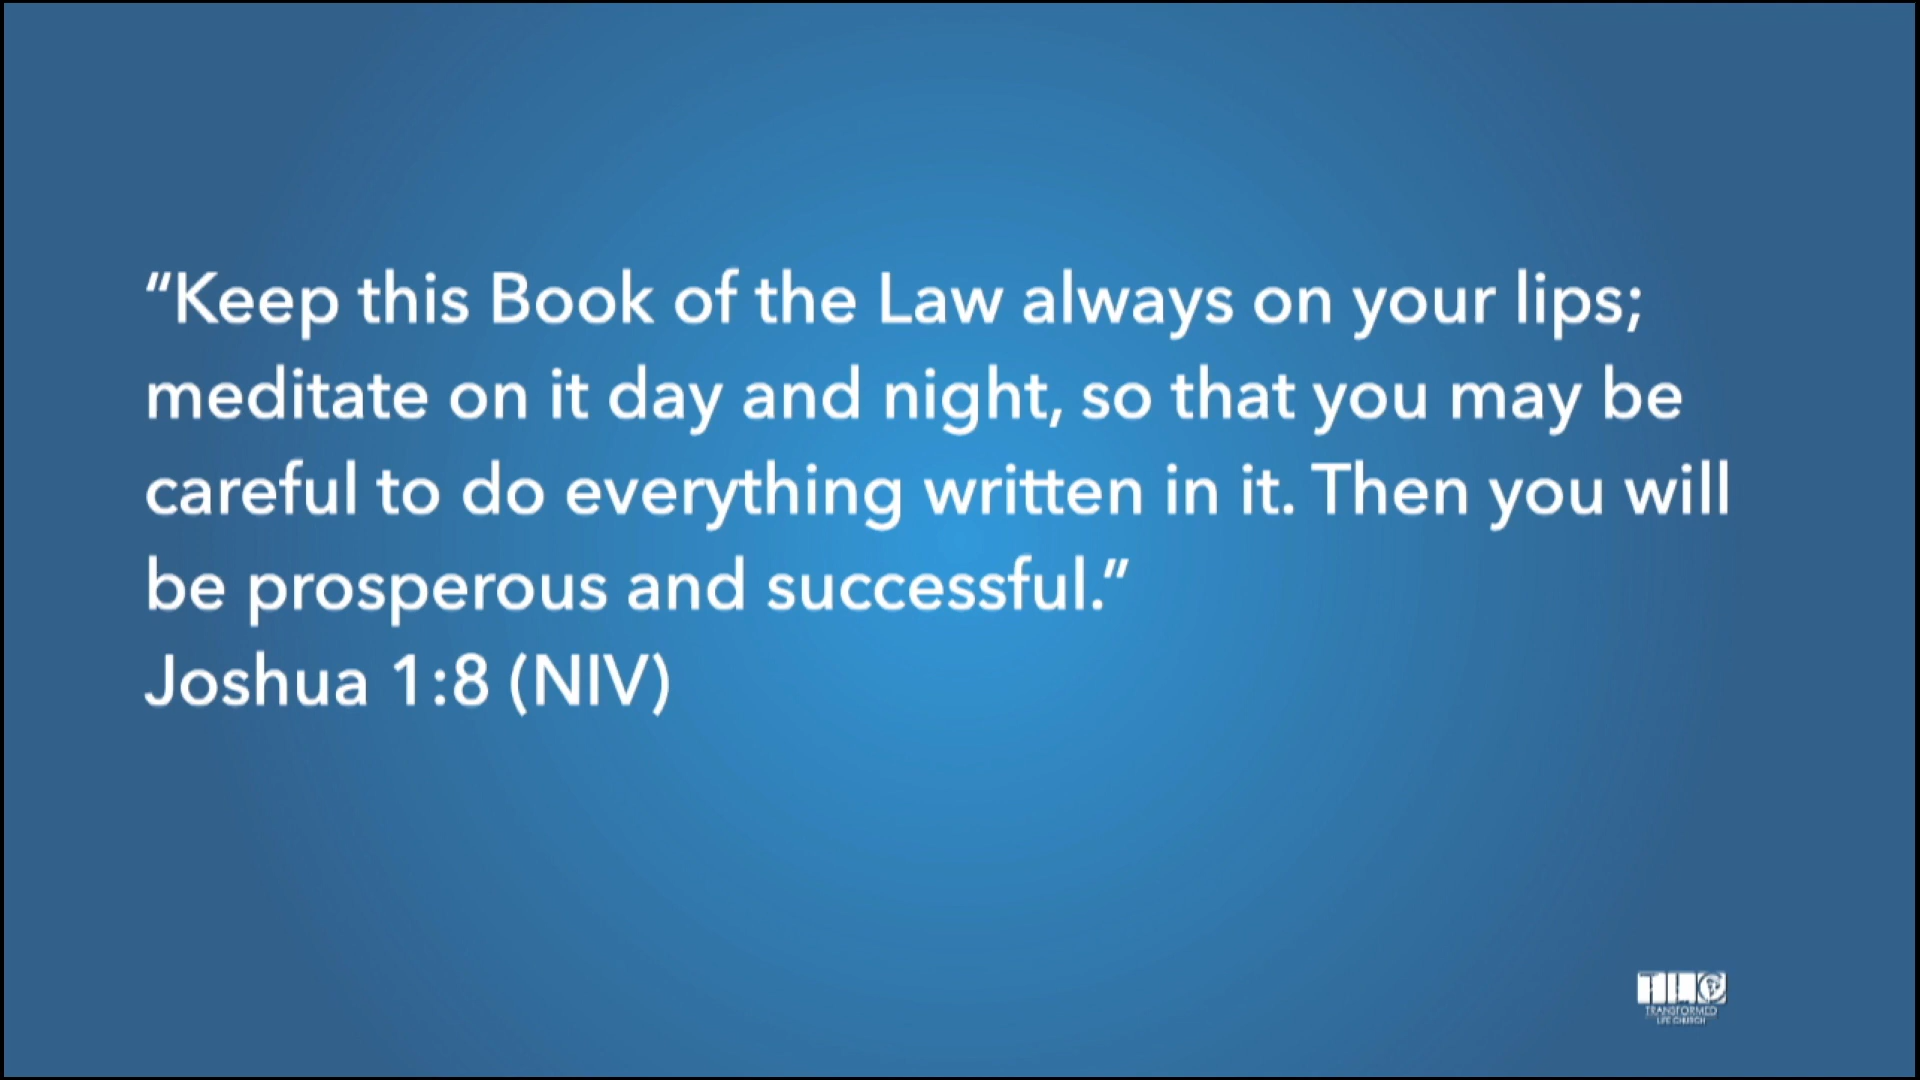 “Keep this Book of the Law always on your lips;
meditate on it day and night, so that you may be
careful to do everything written in it. Then you will
be prosperous and successful.”
Joshua 1:8 (NIV)
TLC
TRANSFORMED
LIFE CHURCH